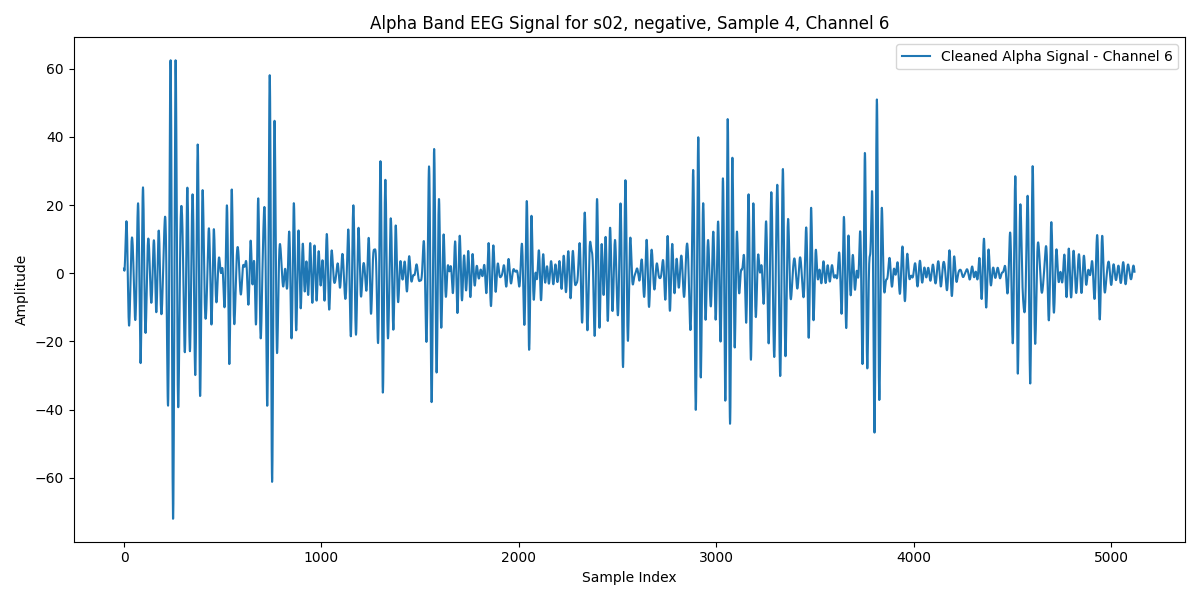 Alpha Band EEG Signal for s02, negative, Sample 4, Channel 6
Cleaned Alpha Signal - Channel 6
60
40
20
0
−20
−40
−60
Amplitude
0 1000 2000 3000 4000 5000
Sample Index